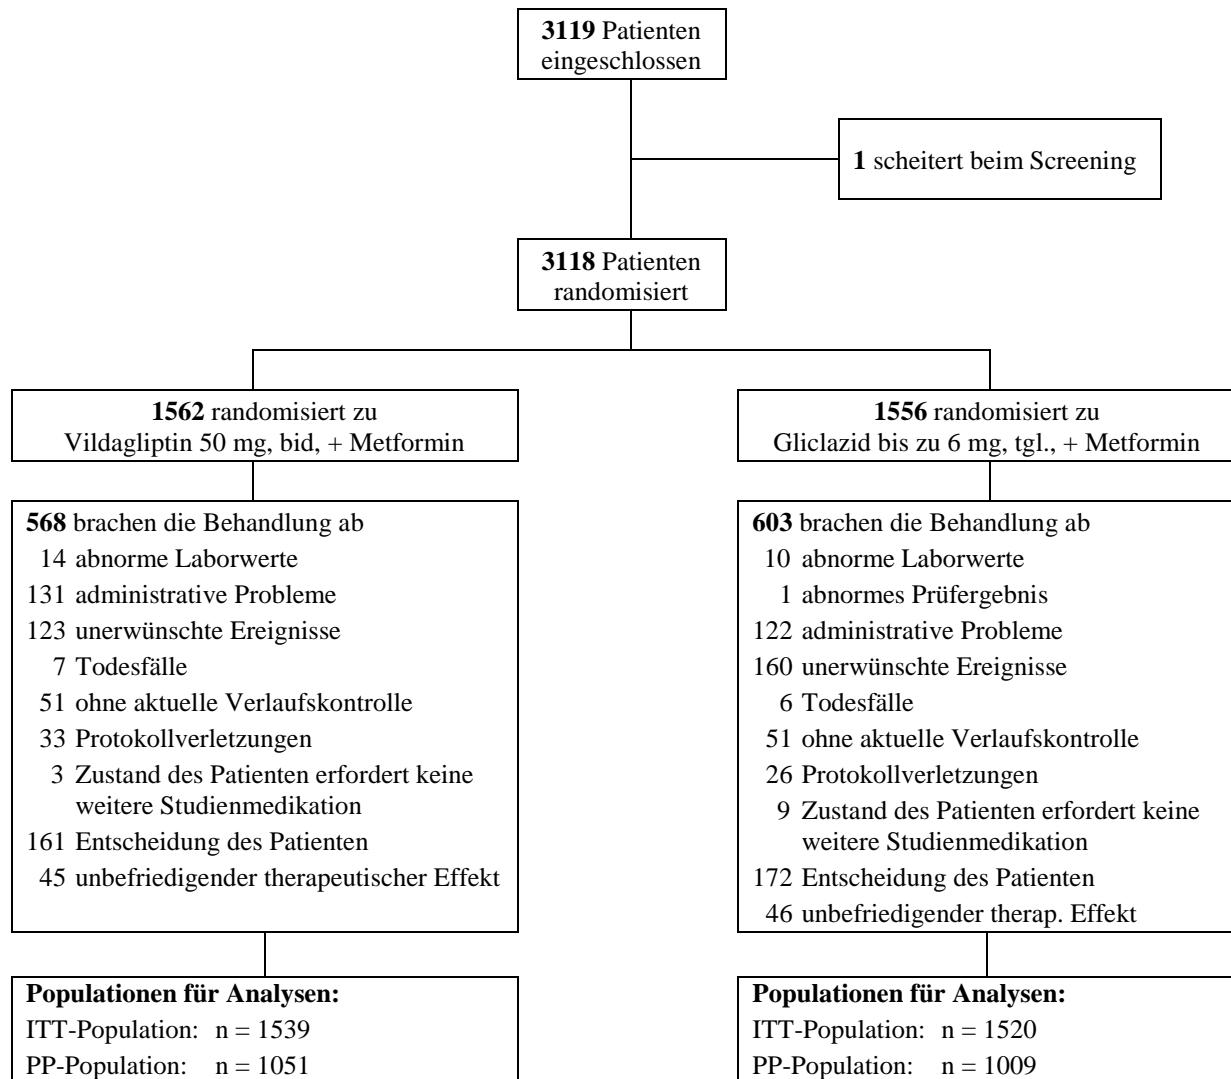 3119 Patienten
eingeschlossen
1 scheitert beim Screening
3118 Patienten
randomisiert
1562 randomisiert zu
Vildagliptin 50 mg, bid, + Metformin
1556 randomisiert zu
Gliclazid bis zu 6 mg, tgl., + Metformin
568 brachen die Behandlung ab
14 abnorme Laborwerte
131 administrative Probleme
123 unerwünschte Ereignisse
7 Todesfälle
51 ohne aktuelle Verlaufskontrolle
33 Protokollverletzungen
3 Zustand des Patienten erfordert keine
weitere Studienmedikation
161 Entscheidung des Patienten
45 unbefriedigender therapeutischer Effekt
603 brachen die Behandlung ab
10 abnorme Laborwerte
1 abnormes Prüfergebnis
122 administrative Probleme
160 unerwünschte Ereignisse
6 Todesfälle
51 ohne aktuelle Verlaufskontrolle
26 Protokollverletzungen
9 Zustand des Patienten erfordert keine
weitere Studienmedikation
172 Entscheidung des Patienten
46 unbefriedigender therap. Effekt
Populationen für Analysen:
ITT-Population: n = 1539
PP-Population: n = 1051
Populationen für Analysen:
ITT-Population: n = 1520
PP-Population: n = 1009